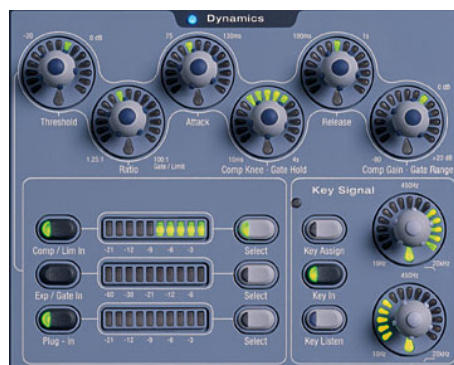 Dynamics
-20 0 dB 75 130ms 100ms 1s
Threshold Attack Release
0 dB
1.25:1 100:1 10ms 4s -80 +20 dB
Gate / Limit
Ratio Comp Knee - Gate Hold Comp Gain - Gate Range
Key Signal
450Hz
Comp / Lim In -21 -12 -9 -6 -3 Select Key Assign
10Hz 20kHz
450Hz
Exp / Gate In -60 -30 -21 -12 -6 Select Key In
Plug - in -21 -12 -9 -6 -3 Select Key Listen
10Hz 20kHz